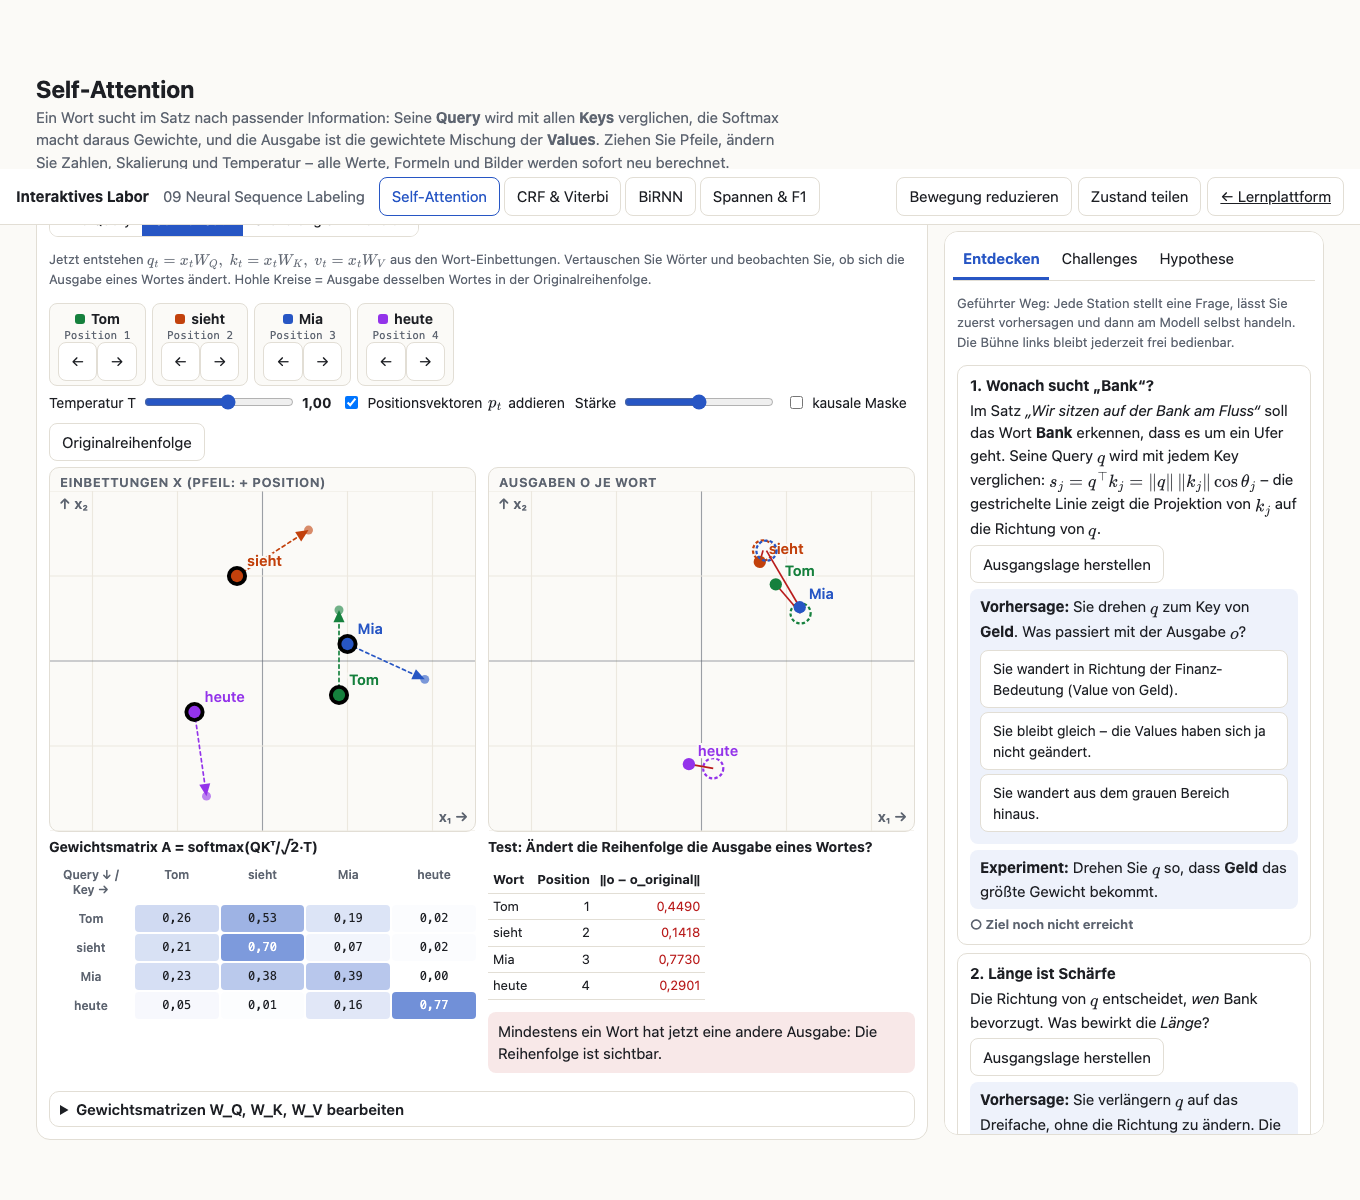 Self-Attention
Ein Wort sucht im Satz nach passender Information: Seine Query wird mit allen Keys verglichen, die Softmax
macht daraus Gewichte, und die Ausgabe ist die gewichtete Mischung der Values. Ziehen Sie Pfeile, ändern
Sie Zahlen, Skalierung und Temperatur – alle Werte, Formeln und Bilder werden sofort neu berechnet.
Interaktives Labor 09 Neural Sequence Labeling Self-Attention CRF & Viterbi BiRNN Spannen & F1 Bewegung reduzieren Zustand teilen ← Lernplattform
Jetzt entstehen q_t = x_tW_Q, k_t = x_tW_K, v_t = x_tW_V aus den Wort-Einbettungen. Vertauschen Sie Wörter und beobachten Sie, ob sich die
Ausgabe eines Wortes ändert. Hohle Kreise = Ausgabe desselben Wortes in der Originalreihenfolge.
Tom sieht Mia heute
Position 1 Position 2 Position 3 Position 4
← → ← → ← → ← →
Temperatur T 1,00 Positionsvektoren p_t addieren Stärke kausale Maske
Originalreihenfolge
EINBETTUNGEN X (PFEIL: + POSITION)
↑ x₂
sieht
Mia
Tom
heute
x₁ →
AUSGABEN O JE WORT
↑ x₂
sieht
Tom
Mia
heute
x₁ →
Gewichtsmatrix A = softmax(QKᵀ/√2·T)
Query ↓ / Tom sieht Mia heute
Key →
Tom 0,26 0,53 0,19 0,02
sieht 0,21 0,70 0,07 0,02
Mia 0,23 0,38 0,39 0,00
heute 0,05 0,01 0,16 0,77
Test: Ändert die Reihenfolge die Ausgabe eines Wortes?
Wort Position ‖o − o_original‖
Tom 1 0,4490
sieht 2 0,1418
Mia 3 0,7730
heute 4 0,2901
Mindestens ein Wort hat jetzt eine andere Ausgabe: Die
Reihenfolge ist sichtbar.
▶ Gewichtsmatrizen W_Q, W_K, W_V bearbeiten
Entdecken Challenges Hypothese
Geführter Weg: Jede Station stellt eine Frage, lässt Sie
zuerst vorhersagen und dann am Modell selbst handeln.
Die Bühne links bleibt jederzeit frei bedienbar.
1. Wonach sucht „Bank“?
Im Satz „Wir sitzen auf der Bank am Fluss“ soll
das Wort Bank erkennen, dass es um ein Ufer
geht. Seine Query q wird mit jedem Key
verglichen: s_j = q^⊤k_j = ‖q‖ ‖k_j‖ cos θ_j – die
gestrichelte Linie zeigt die Projektion von k_j auf
die Richtung von q.
Ausgangslage herstellen
Vorhersage: Sie drehen q zum Key von
Geld. Was passiert mit der Ausgabe o?
Sie wandert in Richtung der Finanz-
Bedeutung (Value von Geld).
Sie bleibt gleich – die Values haben sich ja
nicht geändert.
Sie wandert aus dem grauen Bereich
hinaus.
Experiment: Drehen Sie q so, dass Geld das
größte Gewicht bekommt.
Ziel noch nicht erreicht
2. Länge ist Schärfe
Die Richtung von q entscheidet, wen Bank
bevorzugt. Was bewirkt die Länge?
Ausgangslage herstellen
Vorhersage: Sie verlängern q auf das
Dreifache, ohne die Richtung zu ändern. Die